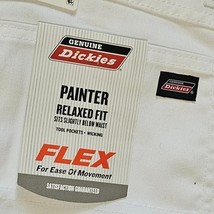 GENUINE
Dickies
PAINTER
RELAXED FIT
SITS SLIGHTLY BELOW WAIST
TOOL POCKETS • WICKING
FLEX
For Ease Of Movement
SATISFACTION GUARANTEED
Dickies